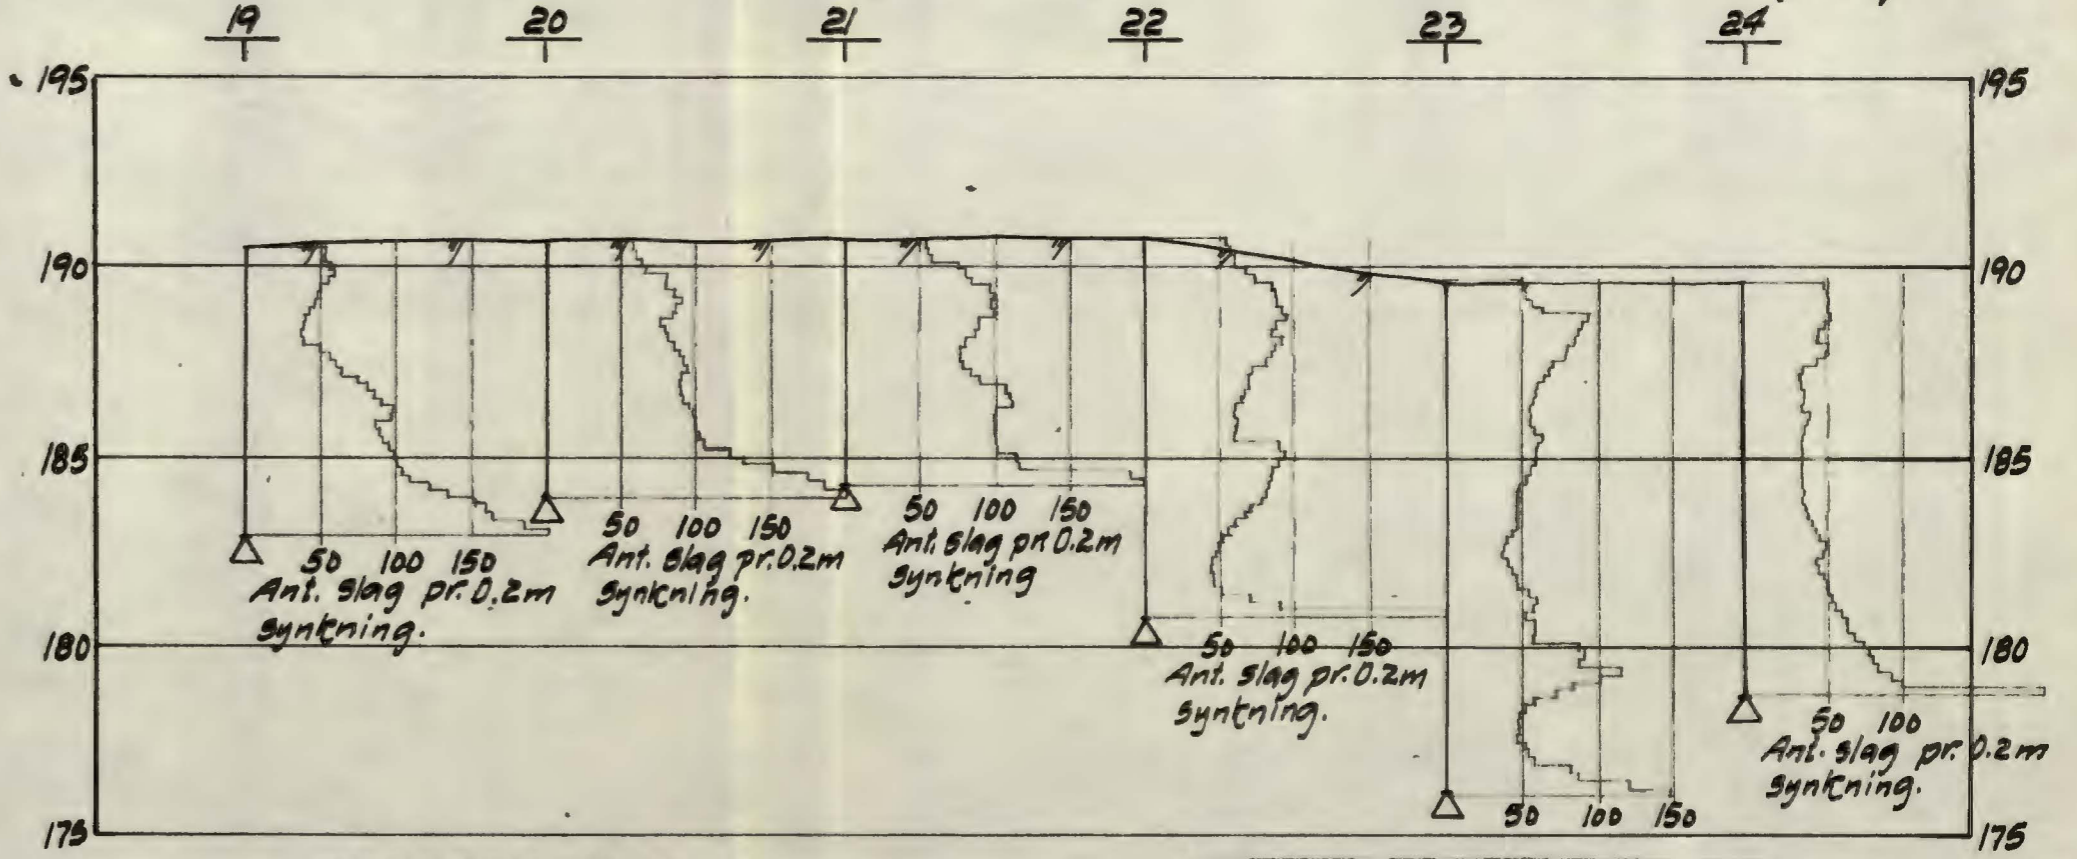 19 20 21 22 23 24
195 195
190 190
185 185
180 180
175 175
50 100 150
Ant. slag pr. 0.2m
synkning.
50 100 150
Ant. slag pr. 0.2m
synkning.
50 100 150
Ant. slag pr. 0.2m
synkning
50 100 150
Ant. slag pr. 0.2m
synkning.
50 100 150
50 100
Ant. slag pr. 0.2m
synkning.